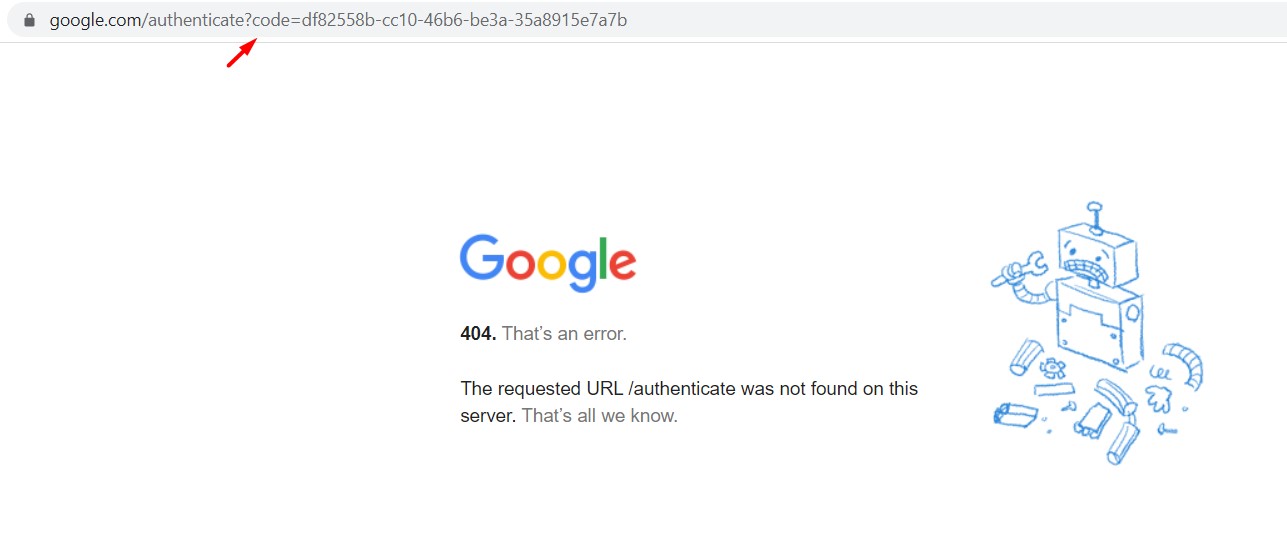 google.com/authenticate?code=df82558b-cc10-46b6-be3a-35a8915e7a7b
Google
404. That’s an error.
The requested URL /authenticate was not found on this
server. That’s all we know.